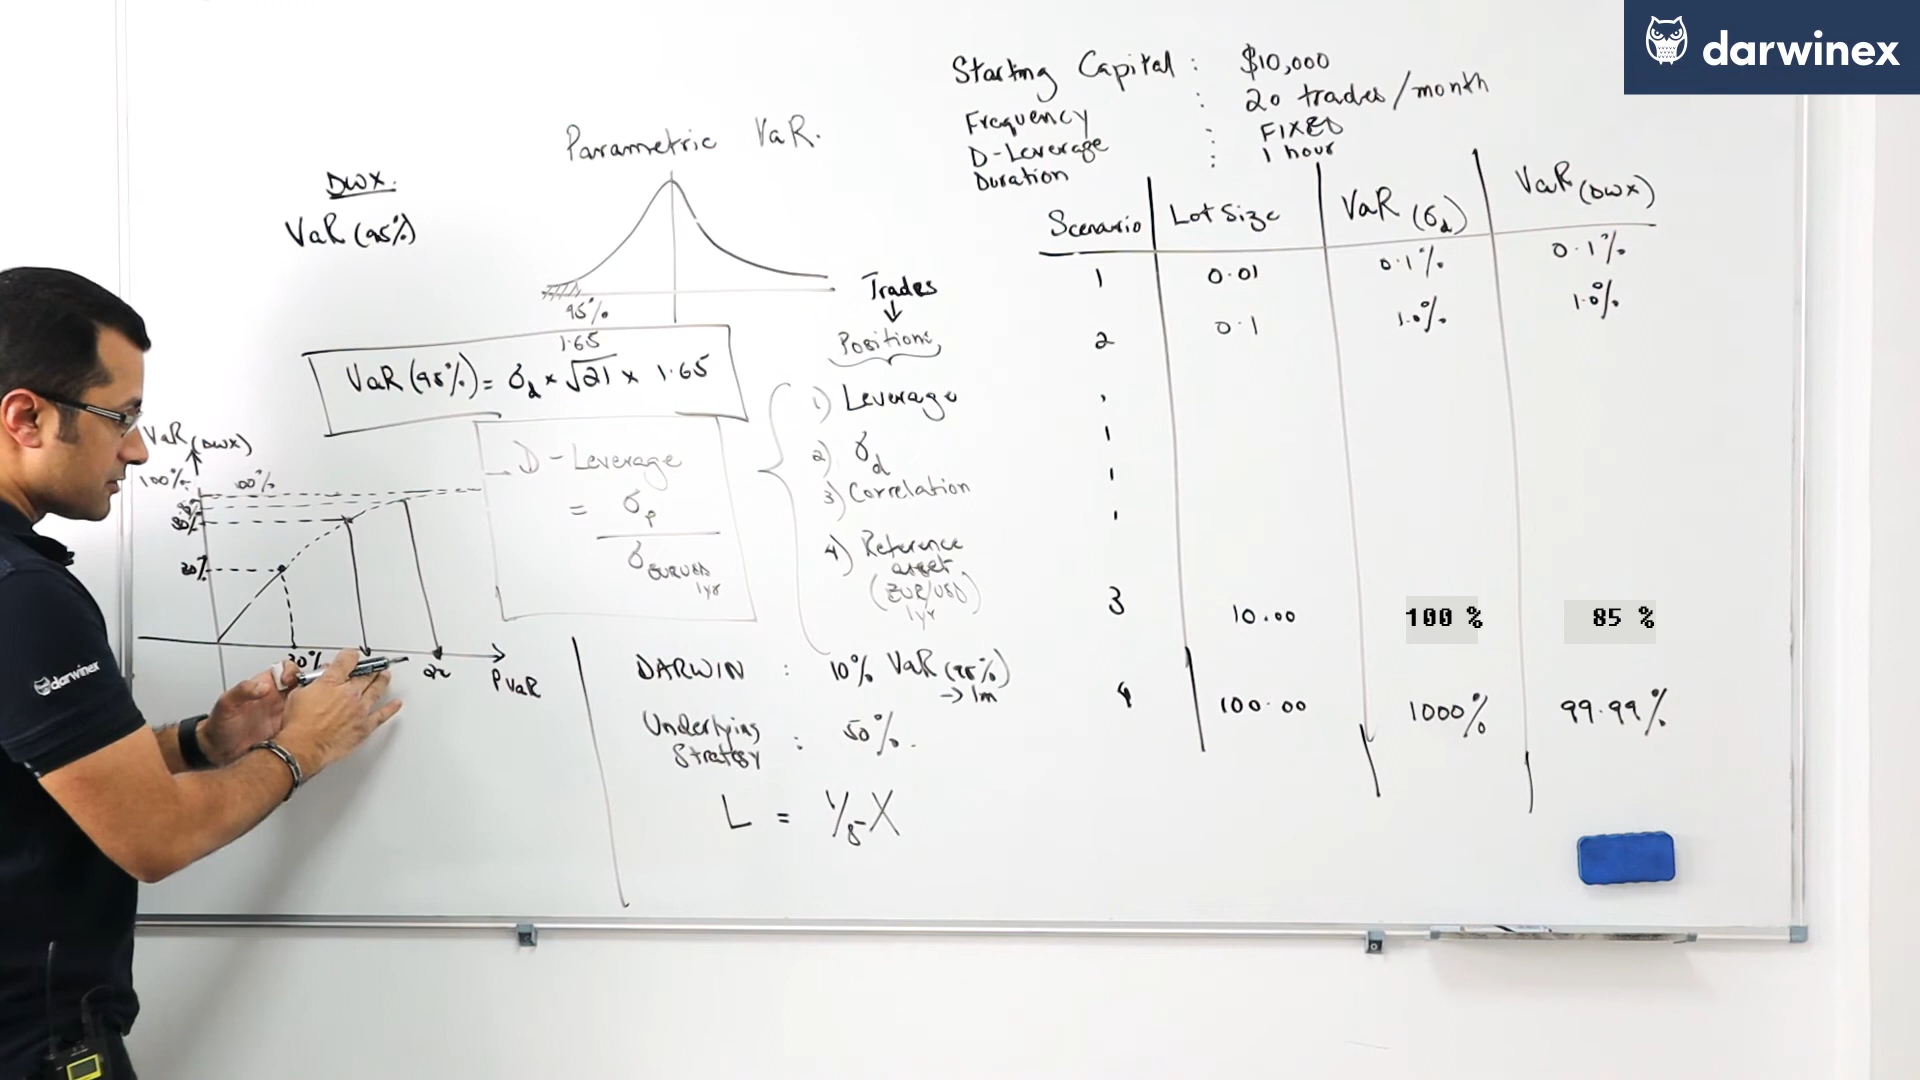 darwinex
Starting Capital : $10,000
Frequency : 20 trades/month
D-Leverage : FIXED
Duration : 1 hour
Parametric VaR.
DWX.
VaR (95%)
95%
1.65
VaR (95%) = σd × √21 × 1.65
D-Leverage
= σp
σEURUSD
1yr
Trades
↓
Positions
1) Leverage
2) σd
3) Correlation
4) Reference
asset
(EUR/USD)
1yr
VaR (DWX)
100% 100%
80%
30%
30%
PVaR
DARWIN : 10% VaR (95%)
→ 1m
Underlying
Strategy : 50%.
L = 1/5 X
Scenario Lot Size VaR (σd) VaR (DWX)
1 0.01 0.1% 0.1%
2 0.1 1.0% 1.0%
3 10.00 100 % 85 %
4 100.00 1000% 99.99%
darwinex